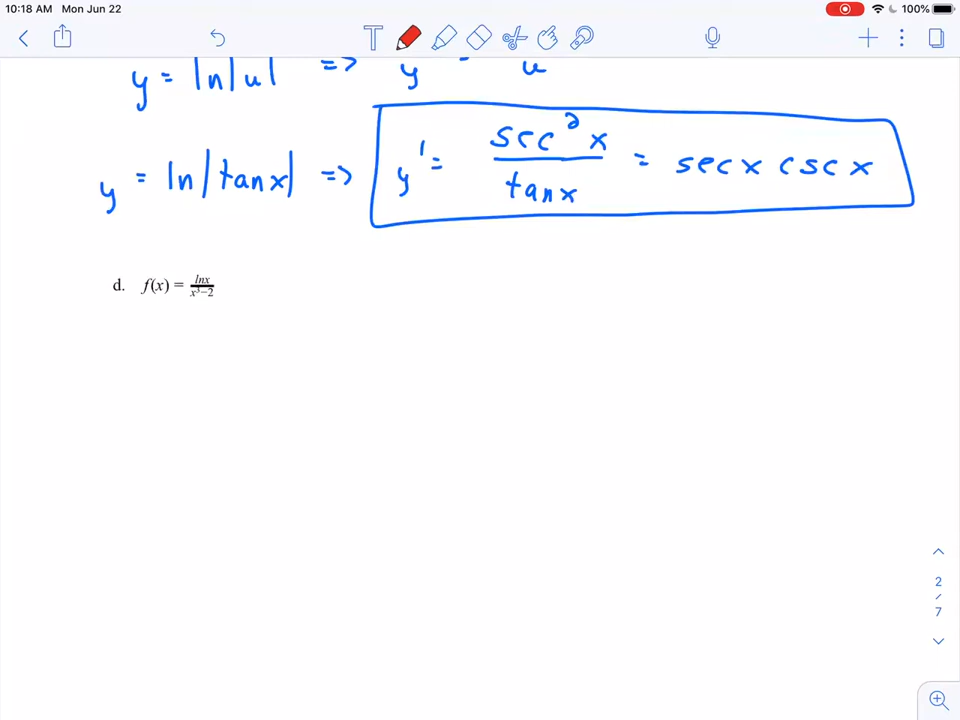 10:18 AM Mon Jun 22 100%
T
y = ln|u| => y' = u
y = ln|tanx| => y' = sec²x / tanx = secx cscx
d. f(x) = lnx / x³−2
2
/
7